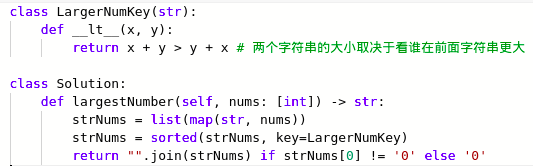 class LargerNumKey(str):
    def __lt__(x, y):
        return x + y > y + x # 两个字符串的大小取决于看谁在前面字符串更大

class Solution:
    def largestNumber(self, nums: [int]) -> str:
        strNums = list(map(str, nums))
        strNums = sorted(strNums, key=LargerNumKey)
        return "".join(strNums) if strNums[0] != '0' else '0'